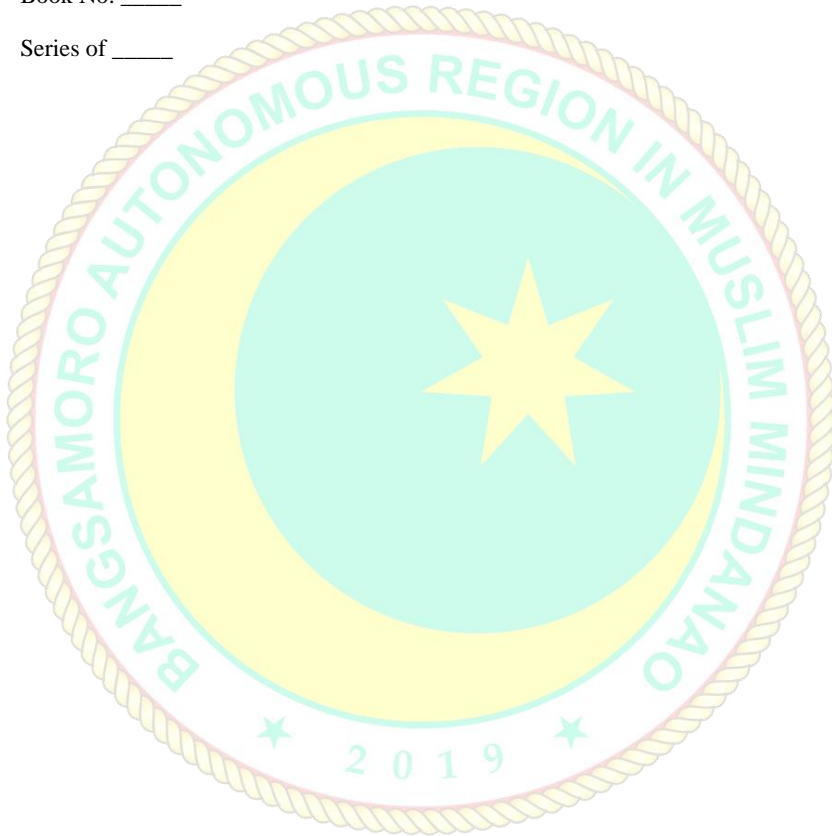 Book No. _____
Series of _____
BANGSAMORO AUTONOMOUS REGION IN MUSLIM MINDANAO
2019